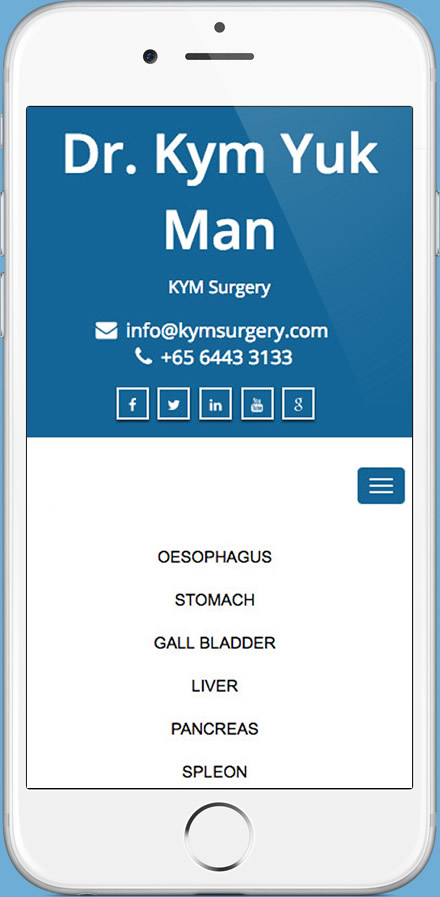 Dr. Kym Yuk
Man
KYM Surgery
info@kymsurgery.com
+65 6443 3133
OESOPHAGUS
STOMACH
GALL BLADDER
LIVER
PANCREAS
SPLEON